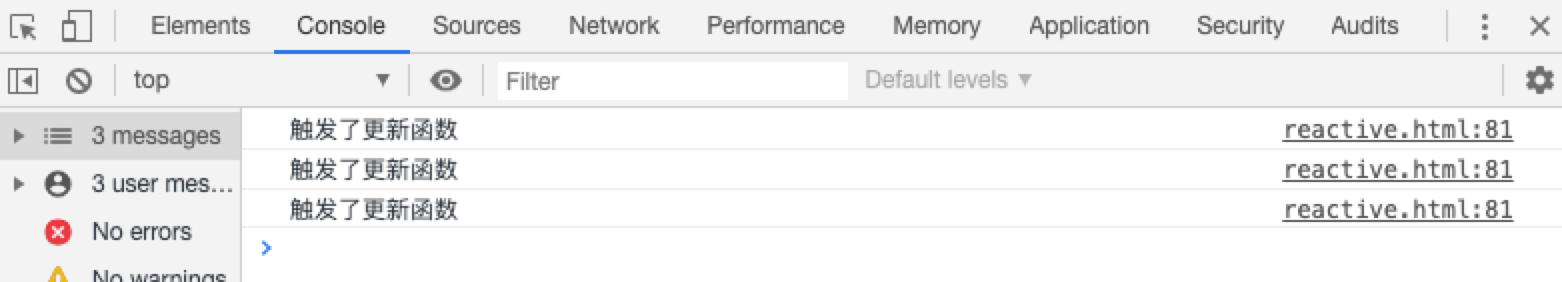 Elements Console Sources Network Performance Memory Application Security Audits
top Filter Default levels
3 messages
触发了更新函数 reactive.html:81
3 user mes...
触发了更新函数 reactive.html:81
No errors
触发了更新函数 reactive.html:81
No warnings